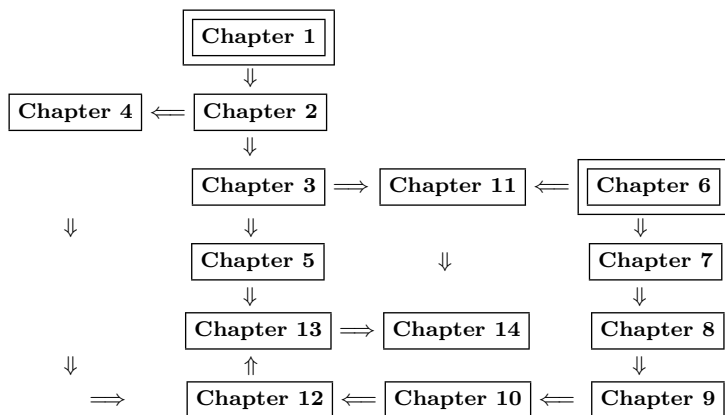 Chapter 1
⇓
Chapter 4 ⇐ Chapter 2
⇓
Chapter 3 ⇒ Chapter 11 ⇐ Chapter 6
⇓ ⇓ ⇓
Chapter 5 ⇓ Chapter 7
⇓ ⇓
Chapter 13 ⇒ Chapter 14 Chapter 8
⇓ ⇑ ⇓
⇒ Chapter 12 ⇐ Chapter 10 ⇐ Chapter 9